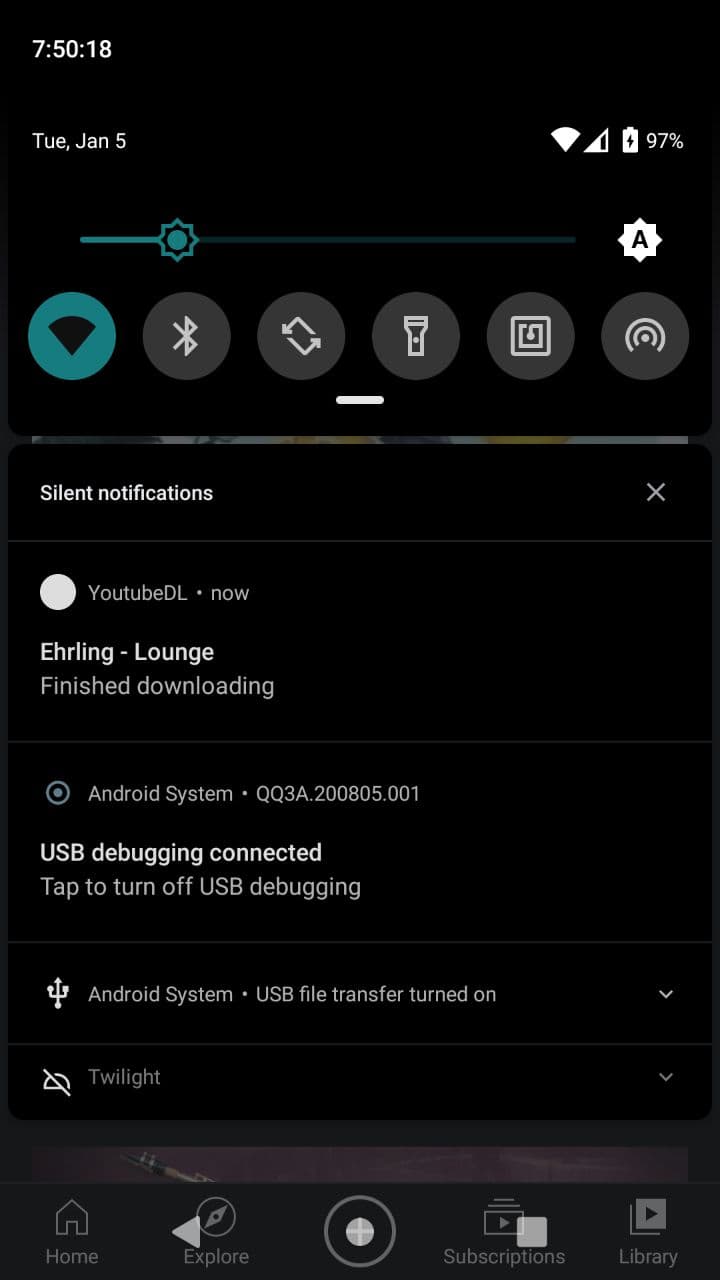 7:50:18
Tue, Jan 5
97%
A
Silent notifications
YoutubeDL • now
Ehrling - Lounge
Finished downloading
Android System • QQ3A.200805.001
USB debugging connected
Tap to turn off USB debugging
Android System • USB file transfer turned on
Twilight
Home Explore Subscriptions Library